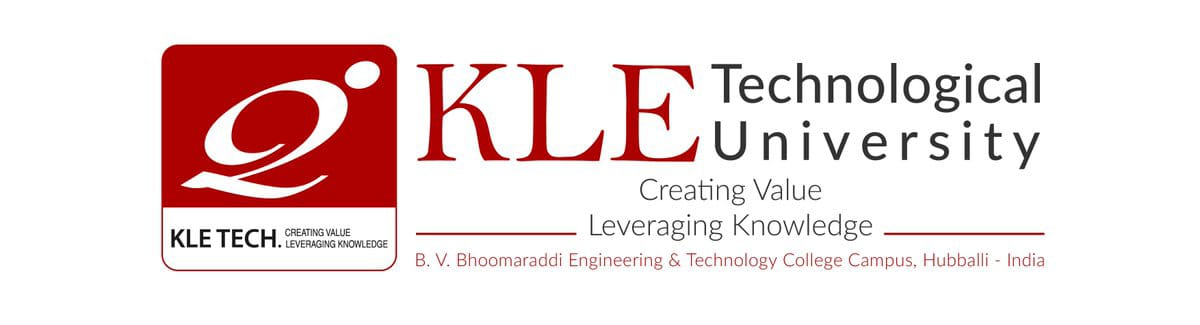 KLE TECH. CREATING VALUE
LEVERAGING KNOWLEDGE
KLE Technological
University
Creating Value
Leveraging Knowledge
B. V. Bhoomaraddi Engineering & Technology College Campus, Hubballi - India